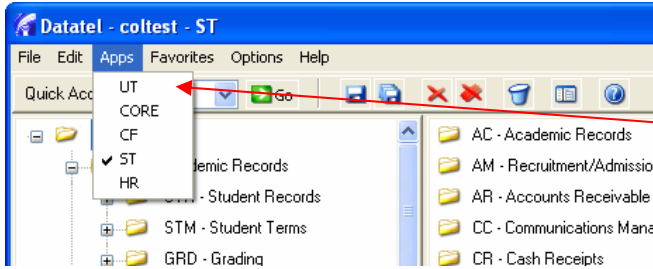 Datatel - coltest - ST
File Edit Apps Favorites Options Help
Quick Acc Go
UT
CORE
CF
ST
HR
demic Records
- Student Records
STM - Student Terms
GRD - Grading
AC - Academic Records
AM - Recruitment/Admissio
AR - Accounts Receivable
CC - Communications Mana
CR - Cash Receipts